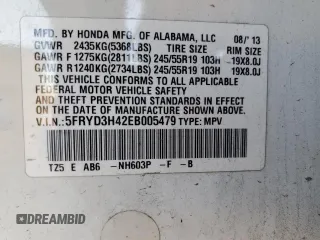 MFD. BY HONDA MFG. OF ALABAMA, LLC 08/'13
GVWR 2435KG(5368LBS) TIRE SIZE RIM SIZE
GAWR F 1275KG(2811LBS) 245/55R19 103H 19X8.0J
GAWR R 1240KG(2734LBS) 245/55R19 103H 19X8.0J
THIS VEHICLE CONFORMS TO ALL APPLICABLE
FEDERAL MOTOR VEHICLE SAFETY AND THEFT
PREVENTION STANDARDS IN EFFECT ON THE DATE OF
MANUFACTURE SHOWN ABOVE.
V.I.N.: 5FRYD3H42EB005479 TYPE: MPV
TZ5 E AB6 -NH603P -F -B
DREAMBID